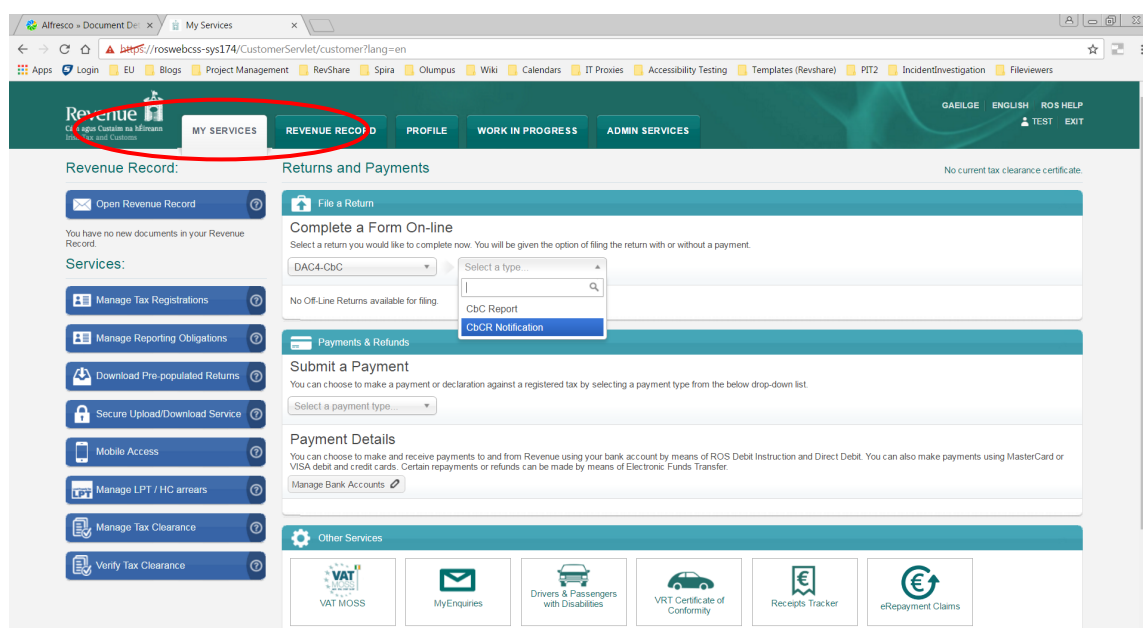 Alfresco » Document Det
My Services
https://roswebcss-sys174/CustomerServlet/customer?lang=en
Apps Login EU Blogs Project Management RevShare Spira Olumpus Wiki Calendars IT Proxies Accessibility Testing Templates (Revshare) PIT2 IncidentInvestigation Fileviewers
GAEILGE ENGLISH ROS HELP
TEST EXIT
Revenue
Cáin agus Custaim na hÉireann
Irish Tax and Customs
MY SERVICES REVENUE RECORD PROFILE WORK IN PROGRESS ADMIN SERVICES
Revenue Record:
Open Revenue Record
You have no new documents in your Revenue
Record.
Services:
Manage Tax Registrations
Manage Reporting Obligations
Download Pre-populated Returns
Secure Upload/Download Service
Mobile Access
LPT Manage LPT / HC arrears
Manage Tax Clearance
Verify Tax Clearance
Returns and Payments
No current tax clearance certificate.
File a Return
Complete a Form On-line
Select a return you would like to complete now. You will be given the option of filing the return with or without a payment.
DAC4-CbC Select a type...
CbC Report
CbCR Notification
No Off-Line Returns available for filing.
Payments & Refunds
Submit a Payment
You can choose to make a payment or declaration against a registered tax by selecting a payment type from the below drop-down list.
Select a payment type...
Payment Details
You can choose to make and receive payments to and from Revenue using your bank account by means of ROS Debit Instruction and Direct Debit. You can also make payments using MasterCard or
VISA debit and credit cards. Certain repayments or refunds can be made by means of Electronic Funds Transfer.
Manage Bank Accounts
Other Services
VAT
MOSS
VAT MOSS
MyEnquiries
Drivers & Passengers
with Disabilities
VRT Certificate of
Conformity
Receipts Tracker
eRepayment Claims